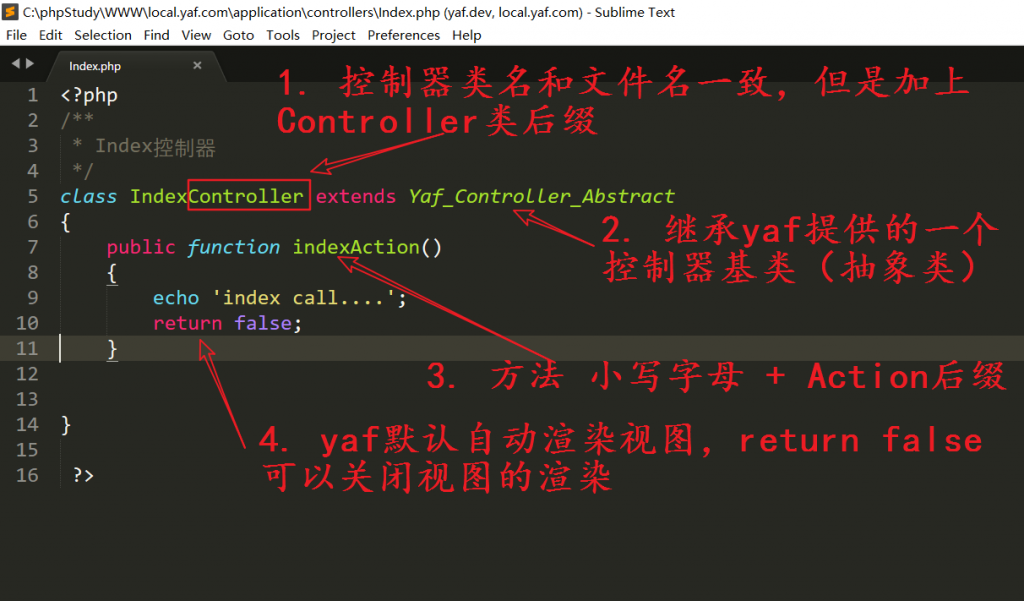 C:\phpStudy\WWW\local.yaf.com\application\controllers\Index.php (yaf.dev, local.yaf.com) - Sublime Text
File Edit Selection Find View Goto Tools Project Preferences Help
Index.php ×
1. 控制器类名和文件名一致，但是加上
Controller类后缀
1 <?php
2 /**
3  * Index控制器
4  */
5 class IndexController extends Yaf_Controller_Abstract
6 {
2. 继承yaf提供的一个
控制器基类（抽象类）
7     public function indexAction()
8     {
9         echo 'index call....';
10         return false;
11     }
12
3. 方法 小写字母 + Action后缀
13
14 }
4. yaf默认自动渲染视图，return false
可以关闭视图的渲染
15
16  ?>